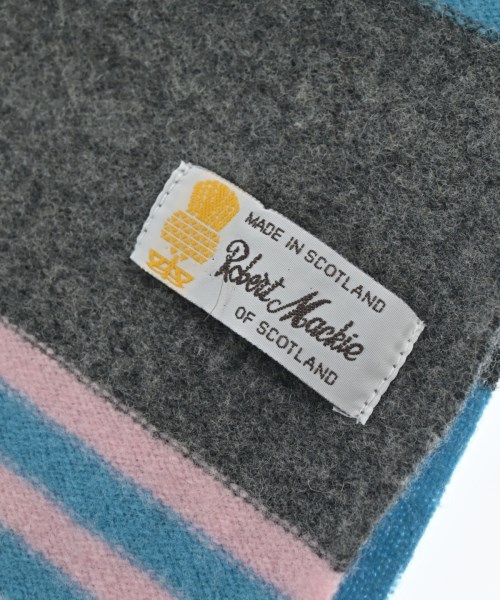 MADE IN SCOTLAND
Robert Mackie
OF SCOTLAND